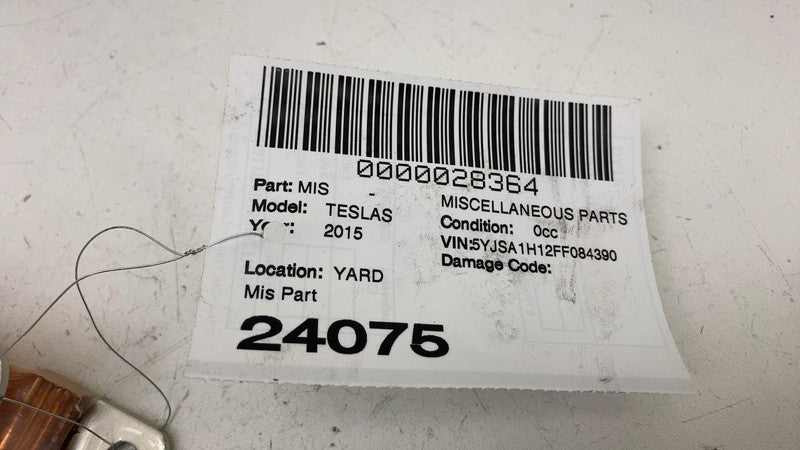 0000028364
Part: MIS -
MISCELLANEOUS PARTS
Model: TESLAS
Condition: 0cc
Year: 2015
VIN:5YJSA1H12FF084390
Damage Code:
Location: YARD
Mis Part
24075